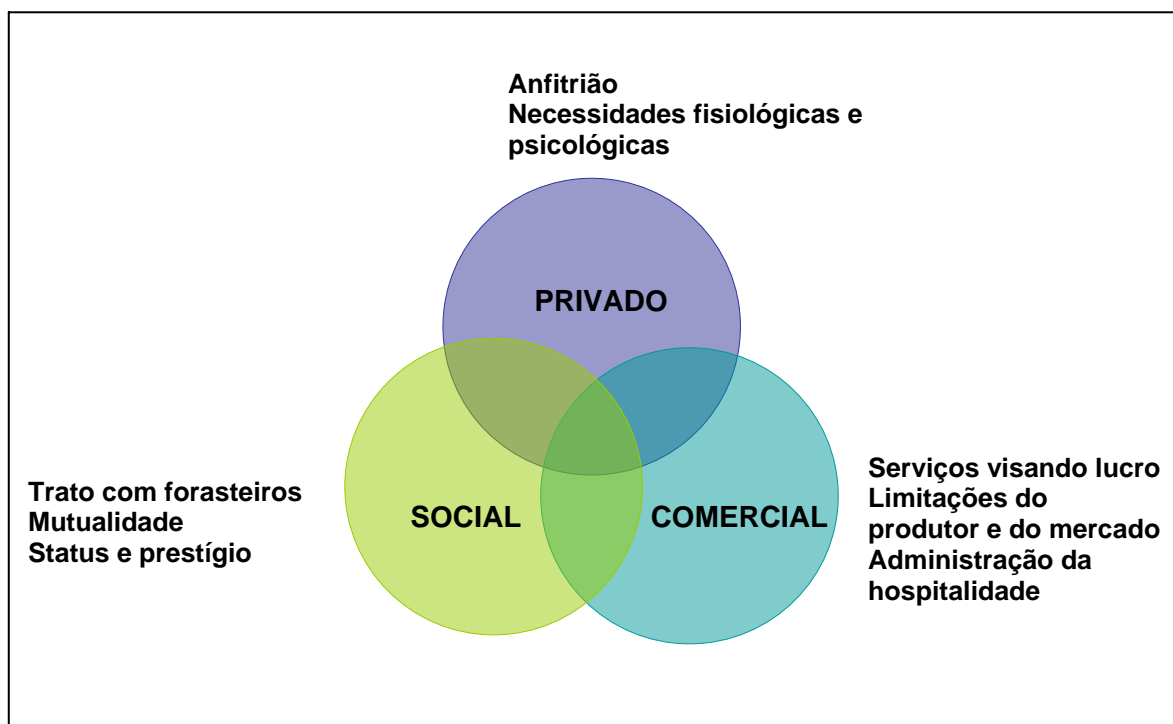 Anfitrião
Necessidades fisiológicas e
psicológicas
PRIVADO
Trato com forasteiros
Mutualidade
Status e prestígio
SOCIAL
COMERCIAL
Serviços visando lucro
Limitações do
produtor e do mercado
Administração da
hospitalidade